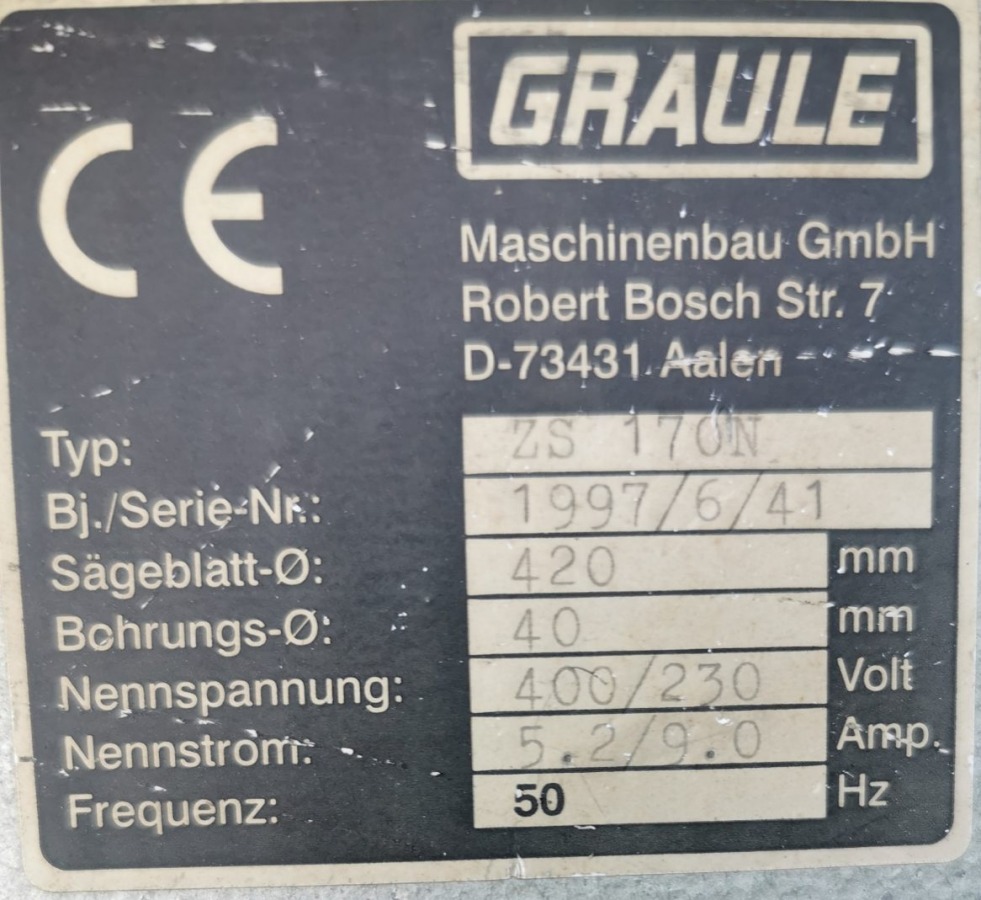 CE
GRAULE
Maschinenbau GmbH
Robert Bosch Str. 7
D-73431 Aalen
Typ: ZS 170N
Bj./Serie-Nr.: 1997/6/41
Sägeblatt-Ø: 420 mm
Bohrungs-Ø: 40 mm
Nennspannung: 400/230 Volt
Nennstrom: 5.2/9.0 Amp.
Frequenz: 50 Hz